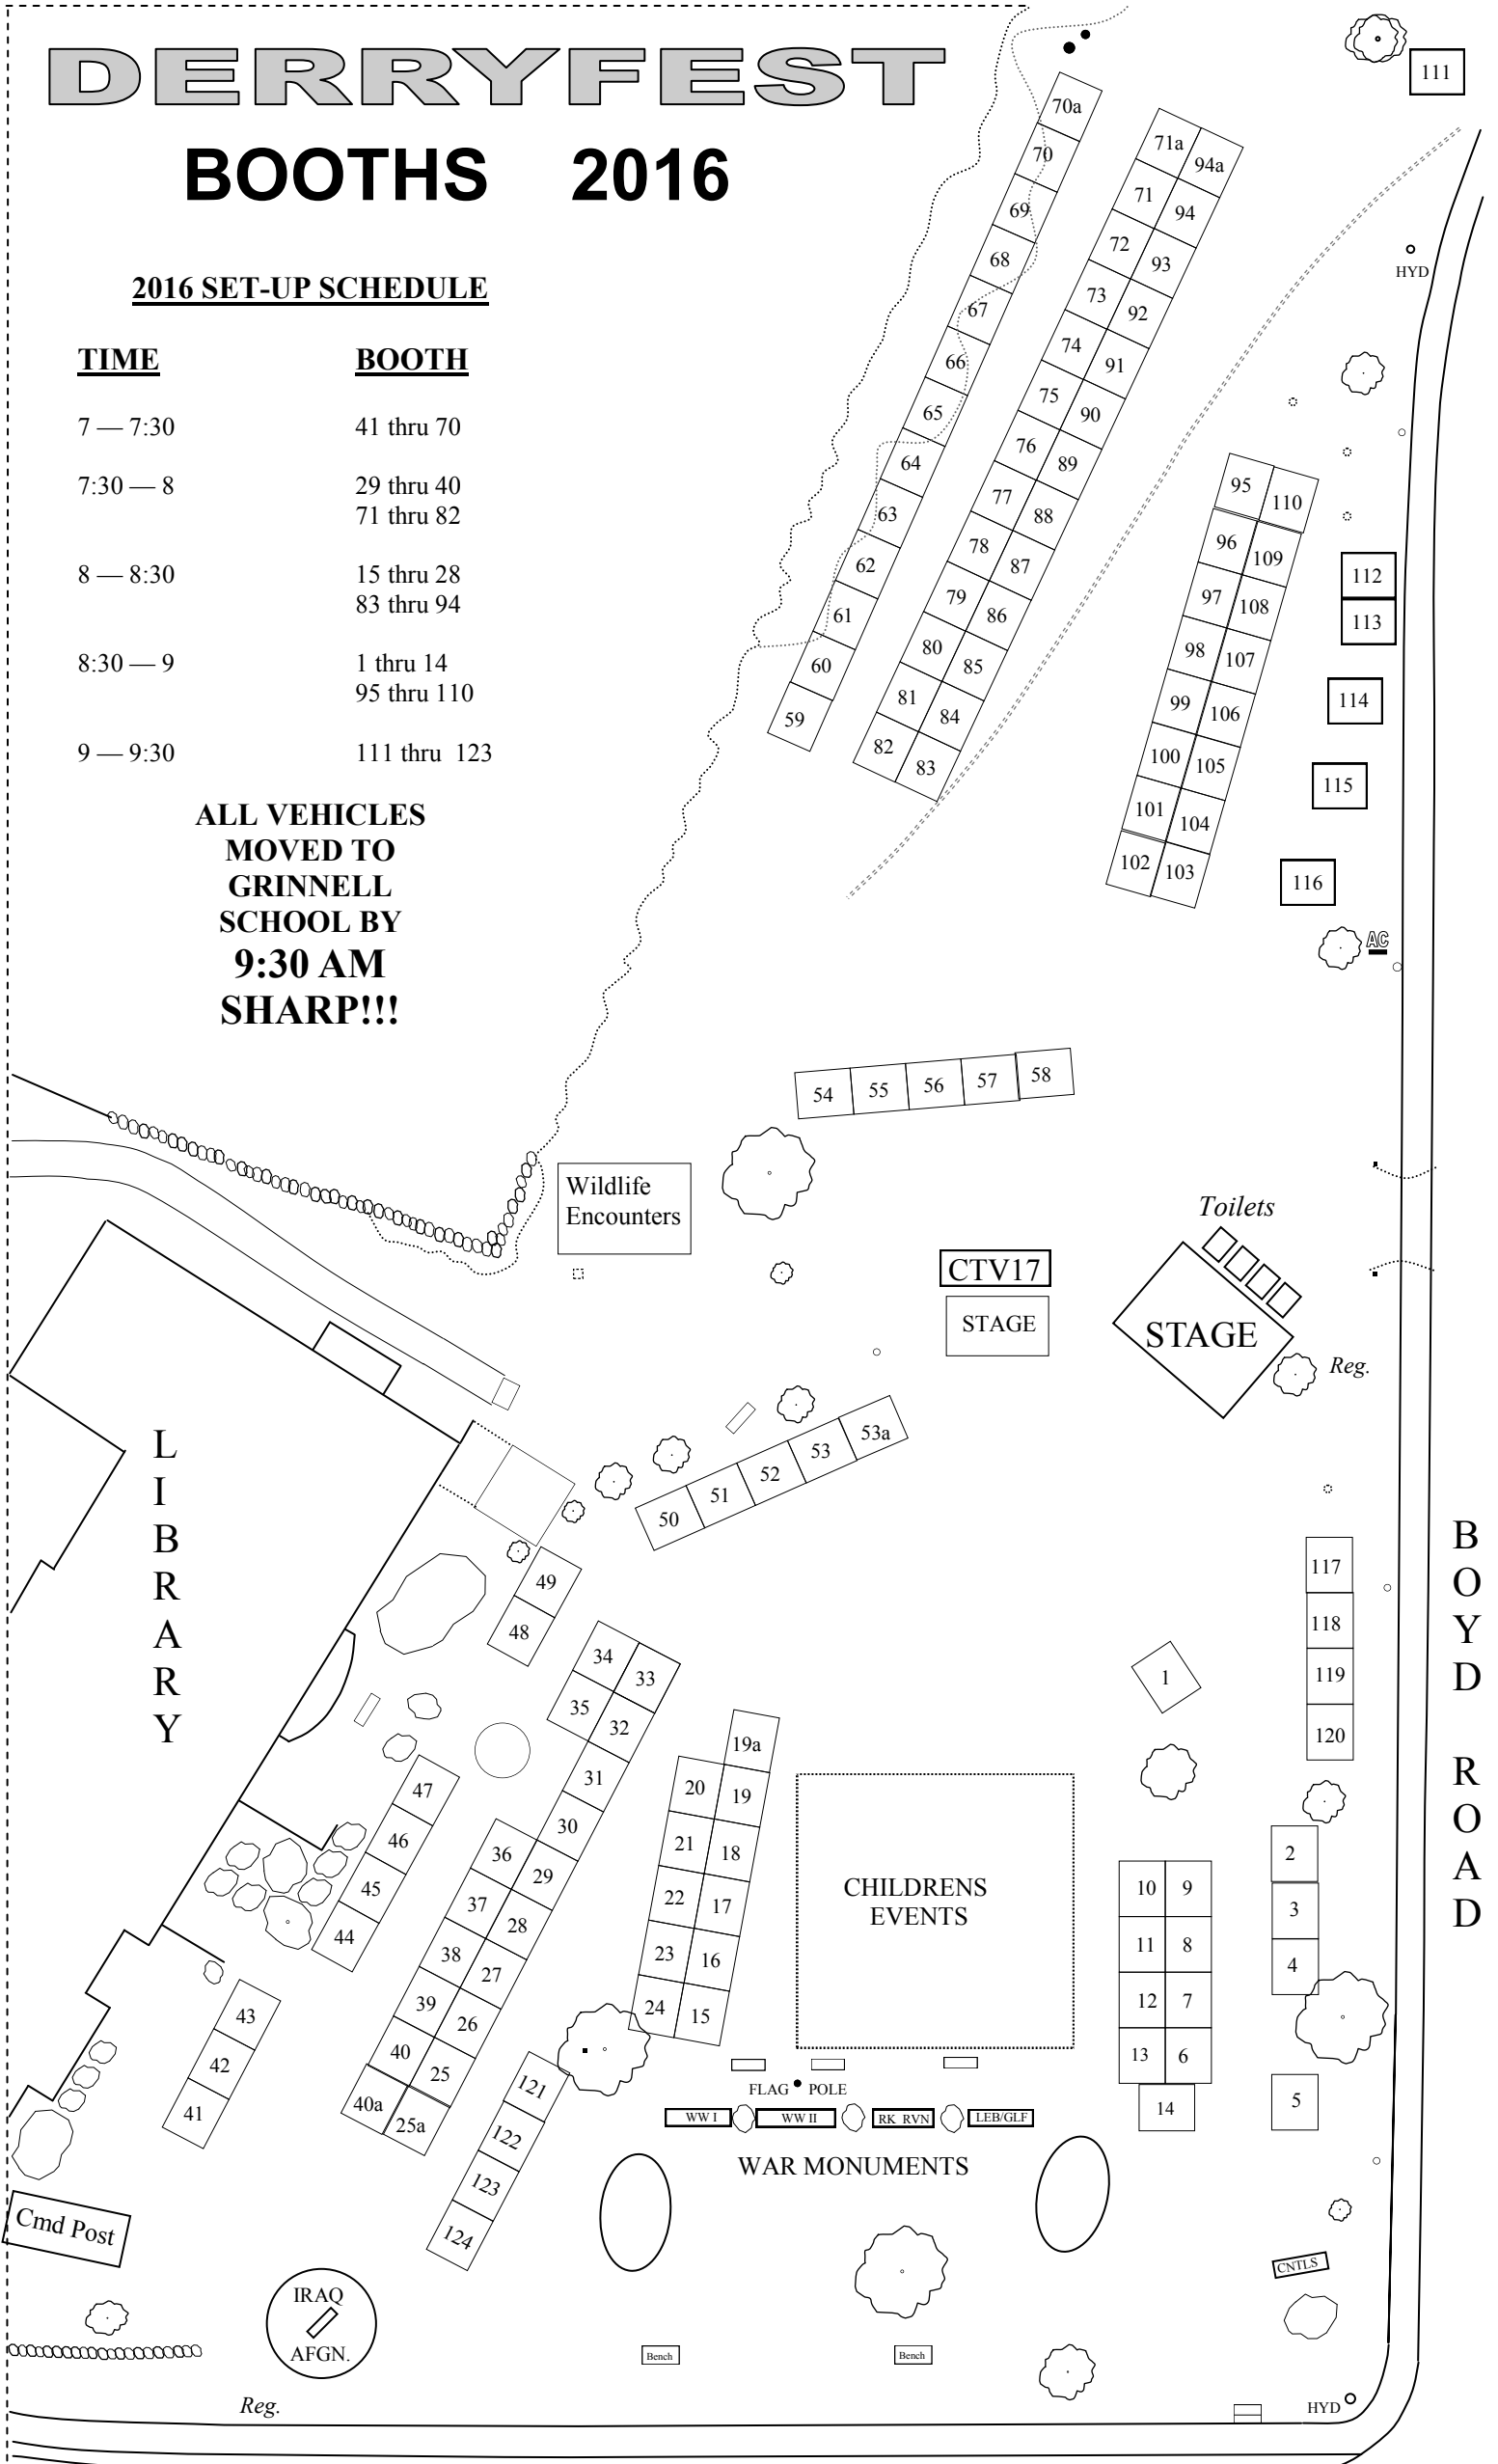 DERRYFEST
BOOTHS 2016
2016 SET-UP SCHEDULE
TIME BOOTH
7 — 7:30 41 thru 70
7:30 — 8 29 thru 40
71 thru 82
8 — 8:30 15 thru 28
83 thru 94
8:30 — 9 1 thru 14
95 thru 110
9 — 9:30 111 thru 123
ALL VEHICLES
MOVED TO
GRINNELL
SCHOOL BY
9:30 AM
SHARP!!!
111
70a
70
69
68
67
66
65
64
63
62
61
60
59
71a
71
72
73
74
75
76
77
78
79
80
81
82
94a
94
93
92
91
90
89
88
87
86
85
84
83
HYD
95
96
97
98
99
100
101
102
110
109
108
107
106
105
104
103
112
113
114
115
116
AC
54 55 56 57 58
Wildlife
Encounters
CTV17
STAGE
Toilets
STAGE
Reg.
LIBRARY
50 51 52 53 53a
49
48
34
35
33
32
31
30
29
28
27
26
25
25a
36
37
38
39
40
40a
47
46
45
44
43
42
41
19a
19
18
17
16
15
20
21
22
23
24
CHILDRENS
EVENTS
1
117
118
119
120
2
3
4
5
10 9
11 8
12 7
13 6
14
BOYD ROAD
121
122
123
124
FLAG POLE
WW I WW II RK RVN LEB/GLF
WAR MONUMENTS
Cmd Post
IRAQ
AFGN.
Bench Bench
CNTLS
Reg.
HYD